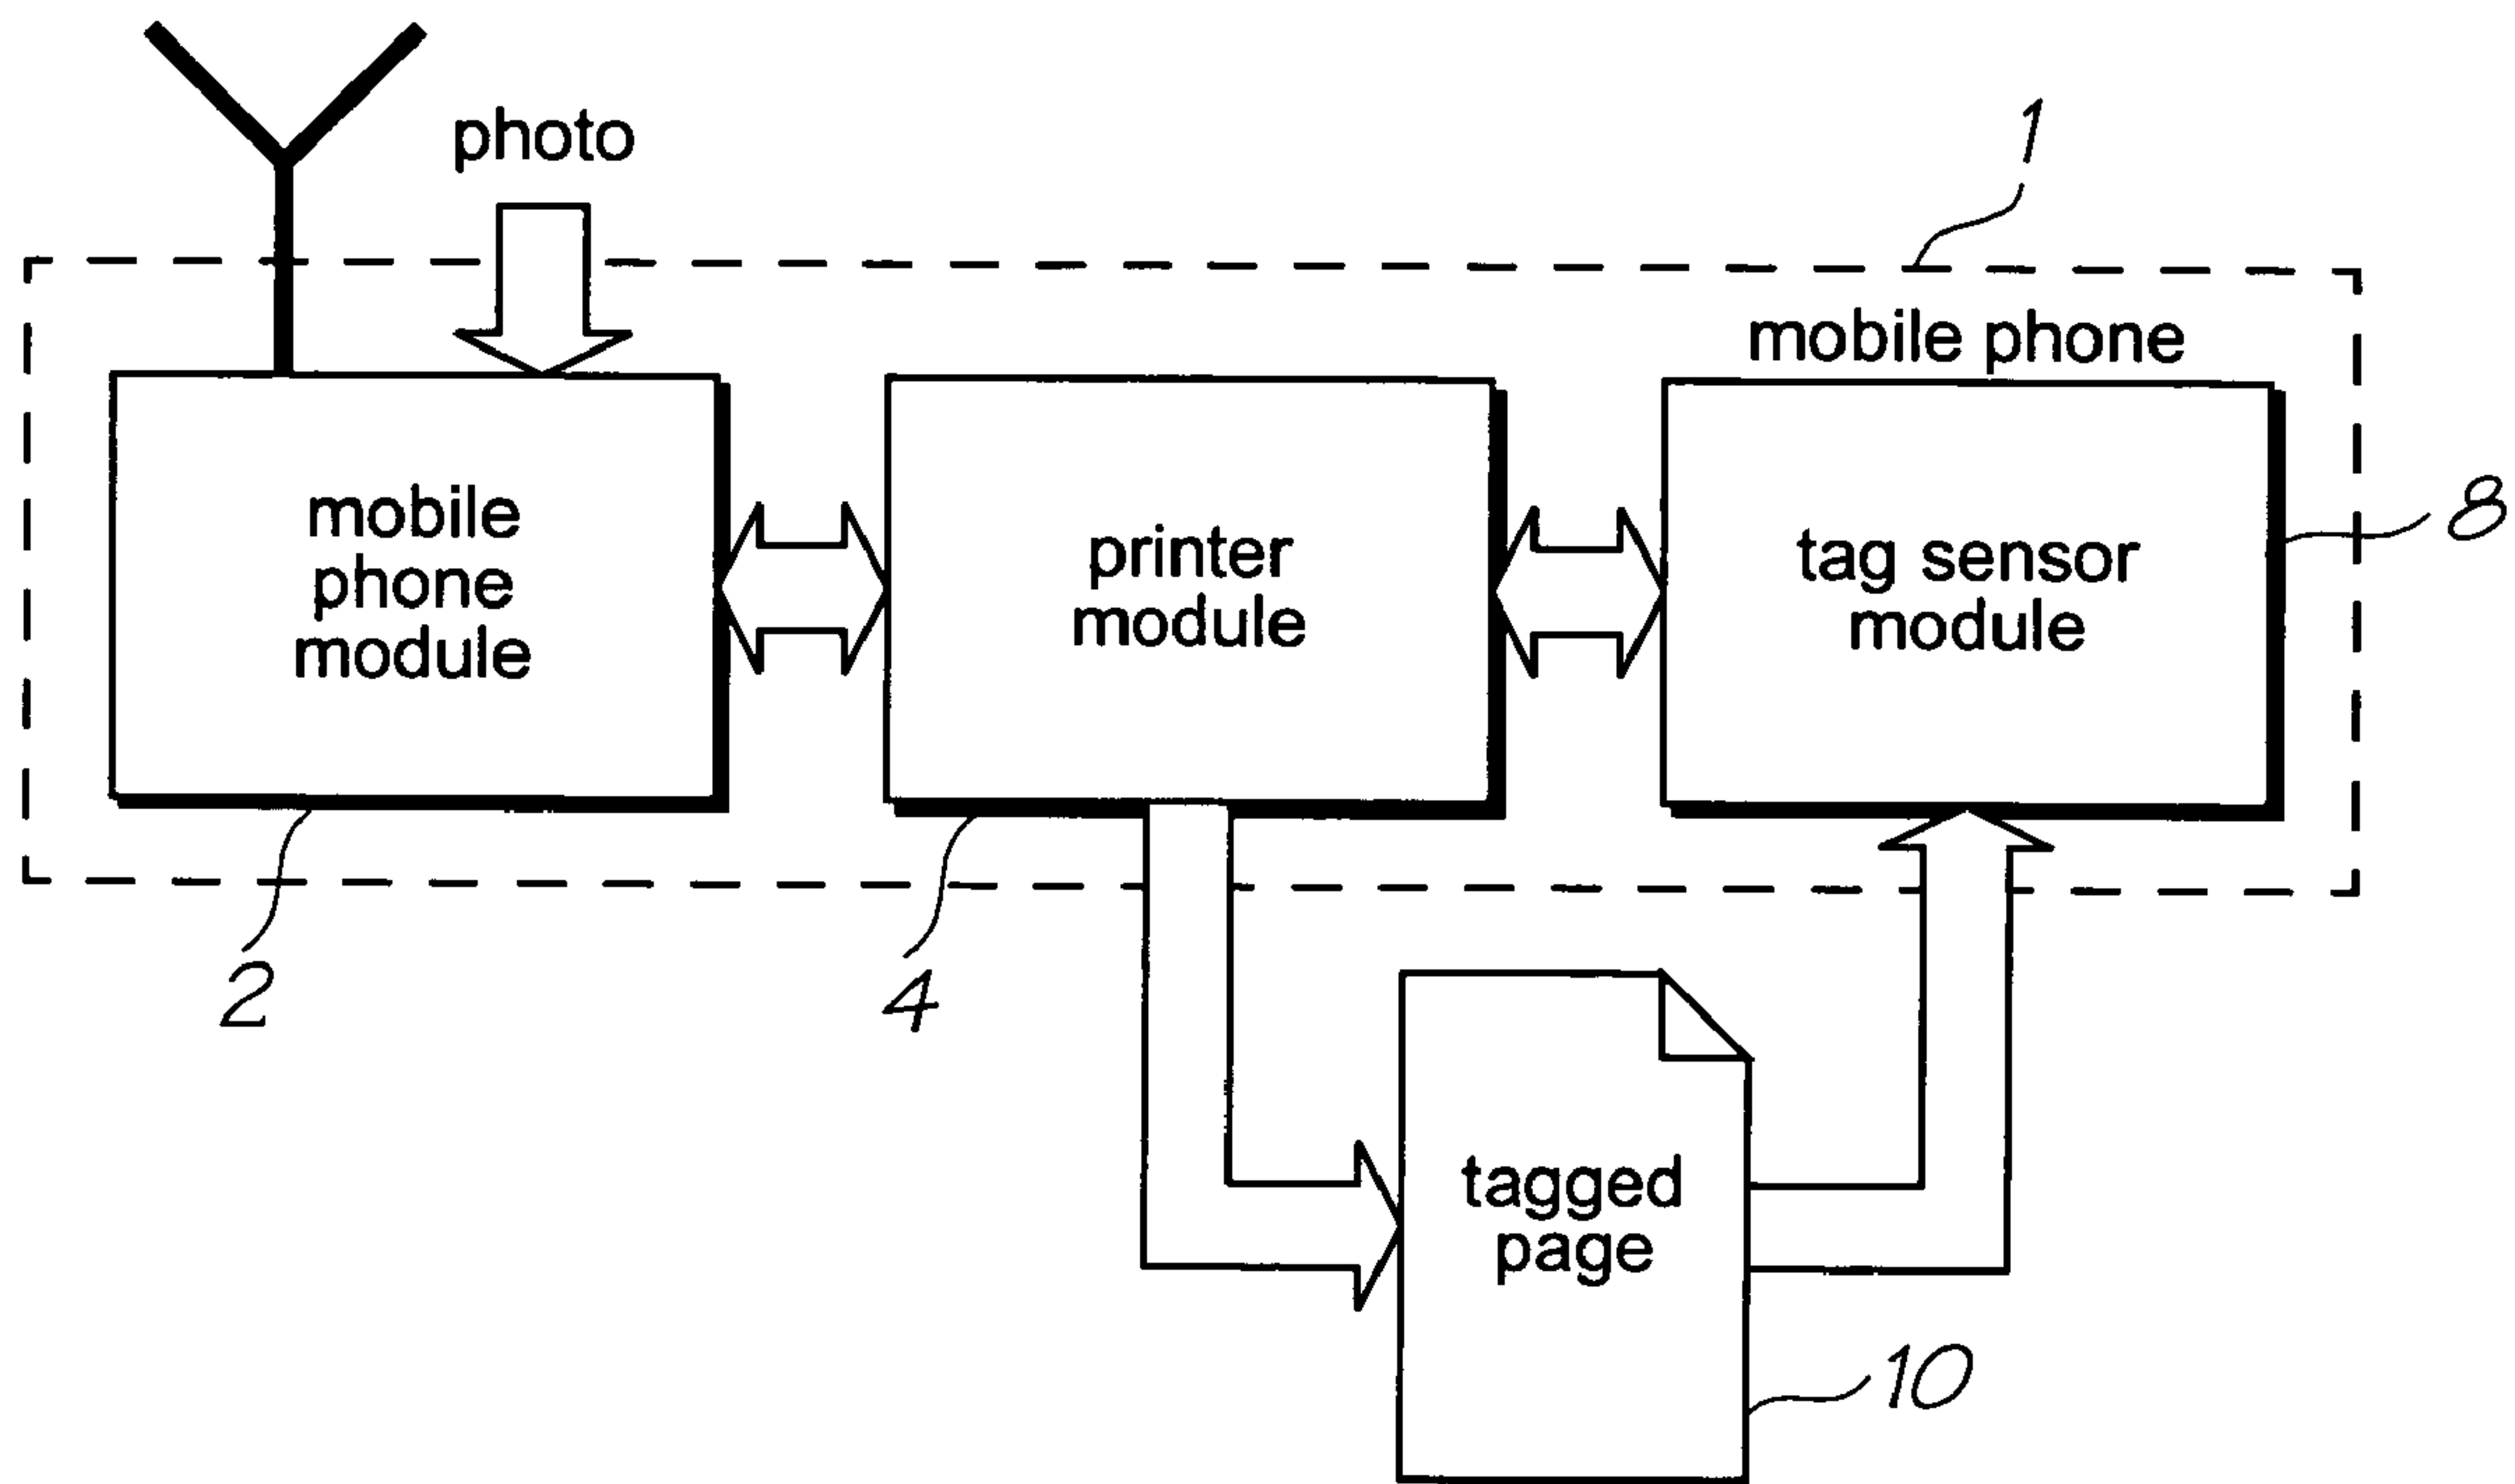 photo
1
mobile phone
mobile
phone
module
printer
module
tag sensor
module
8
2
4
tagged
page
10